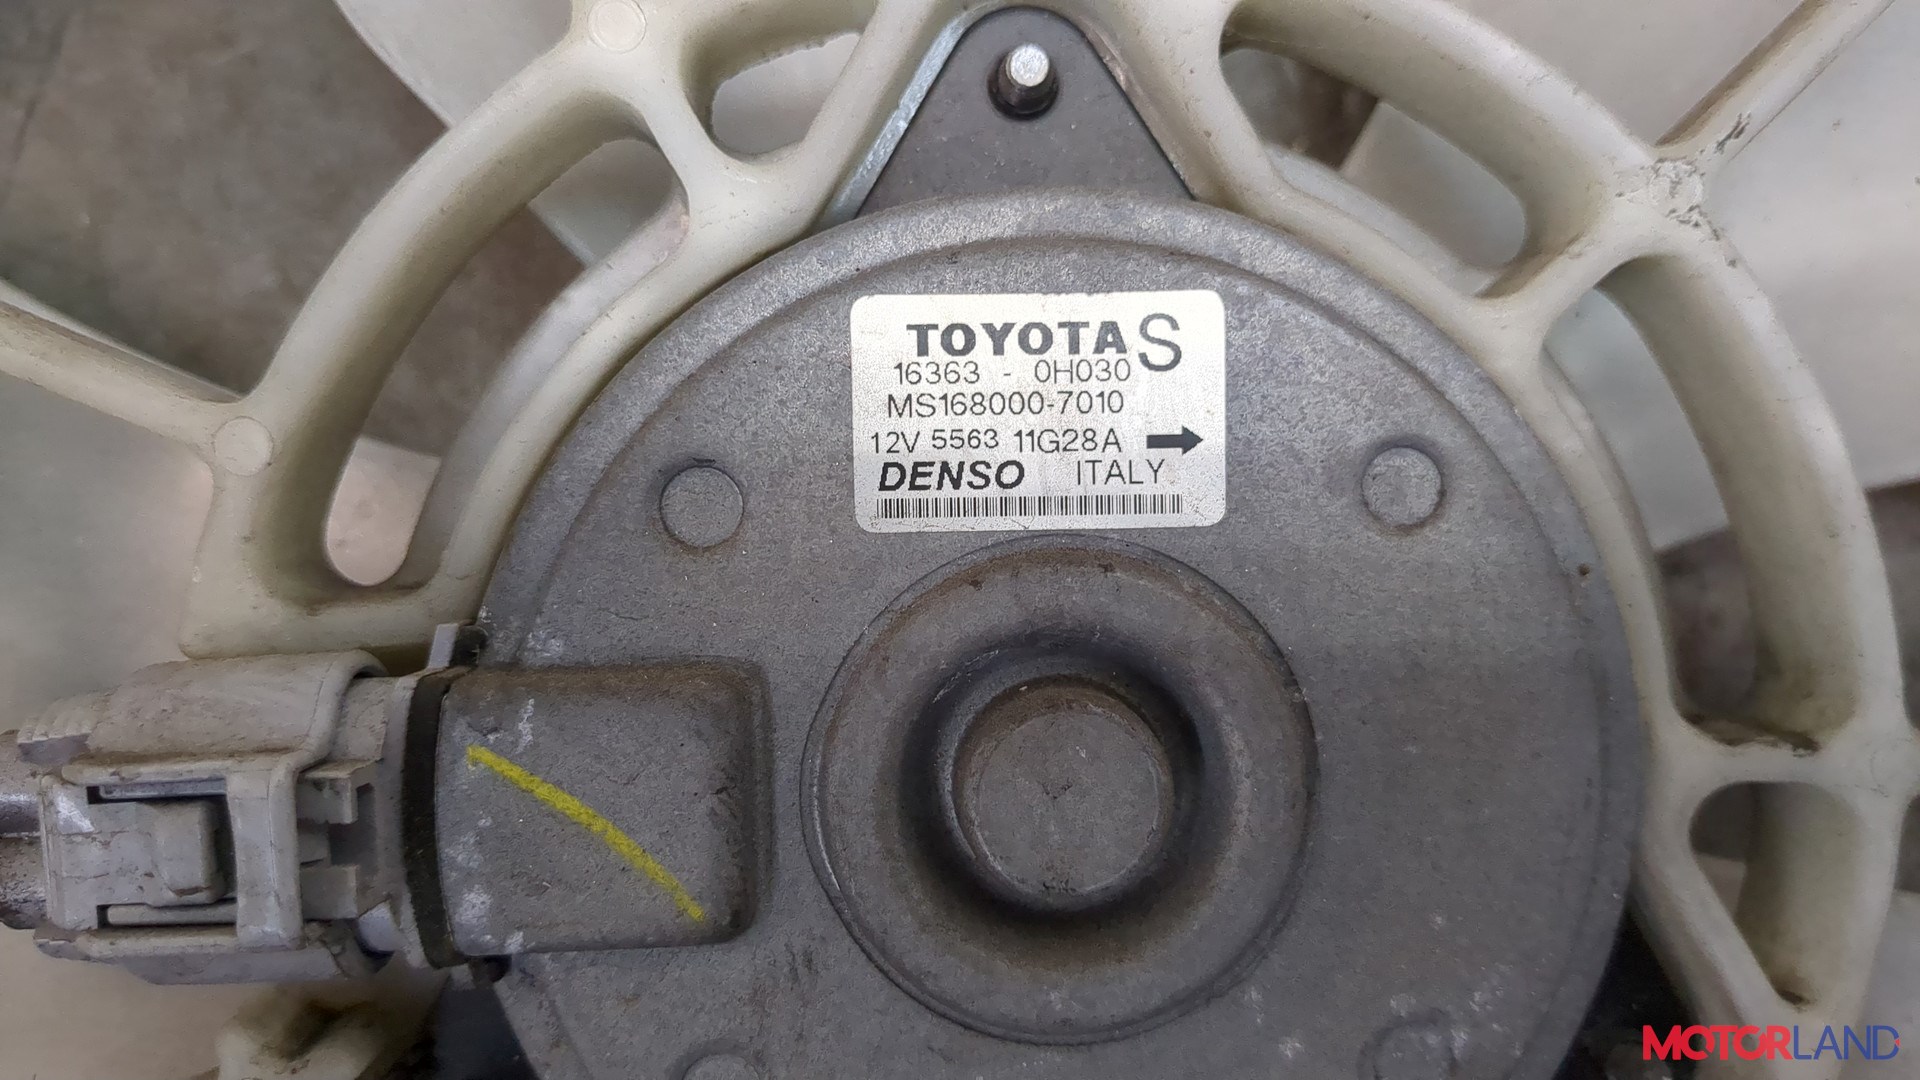 TOYOTA S
16363 - 0H030
MS168000-7010
12V 5563 11G28A
DENSO ITALY
MOTORLAND